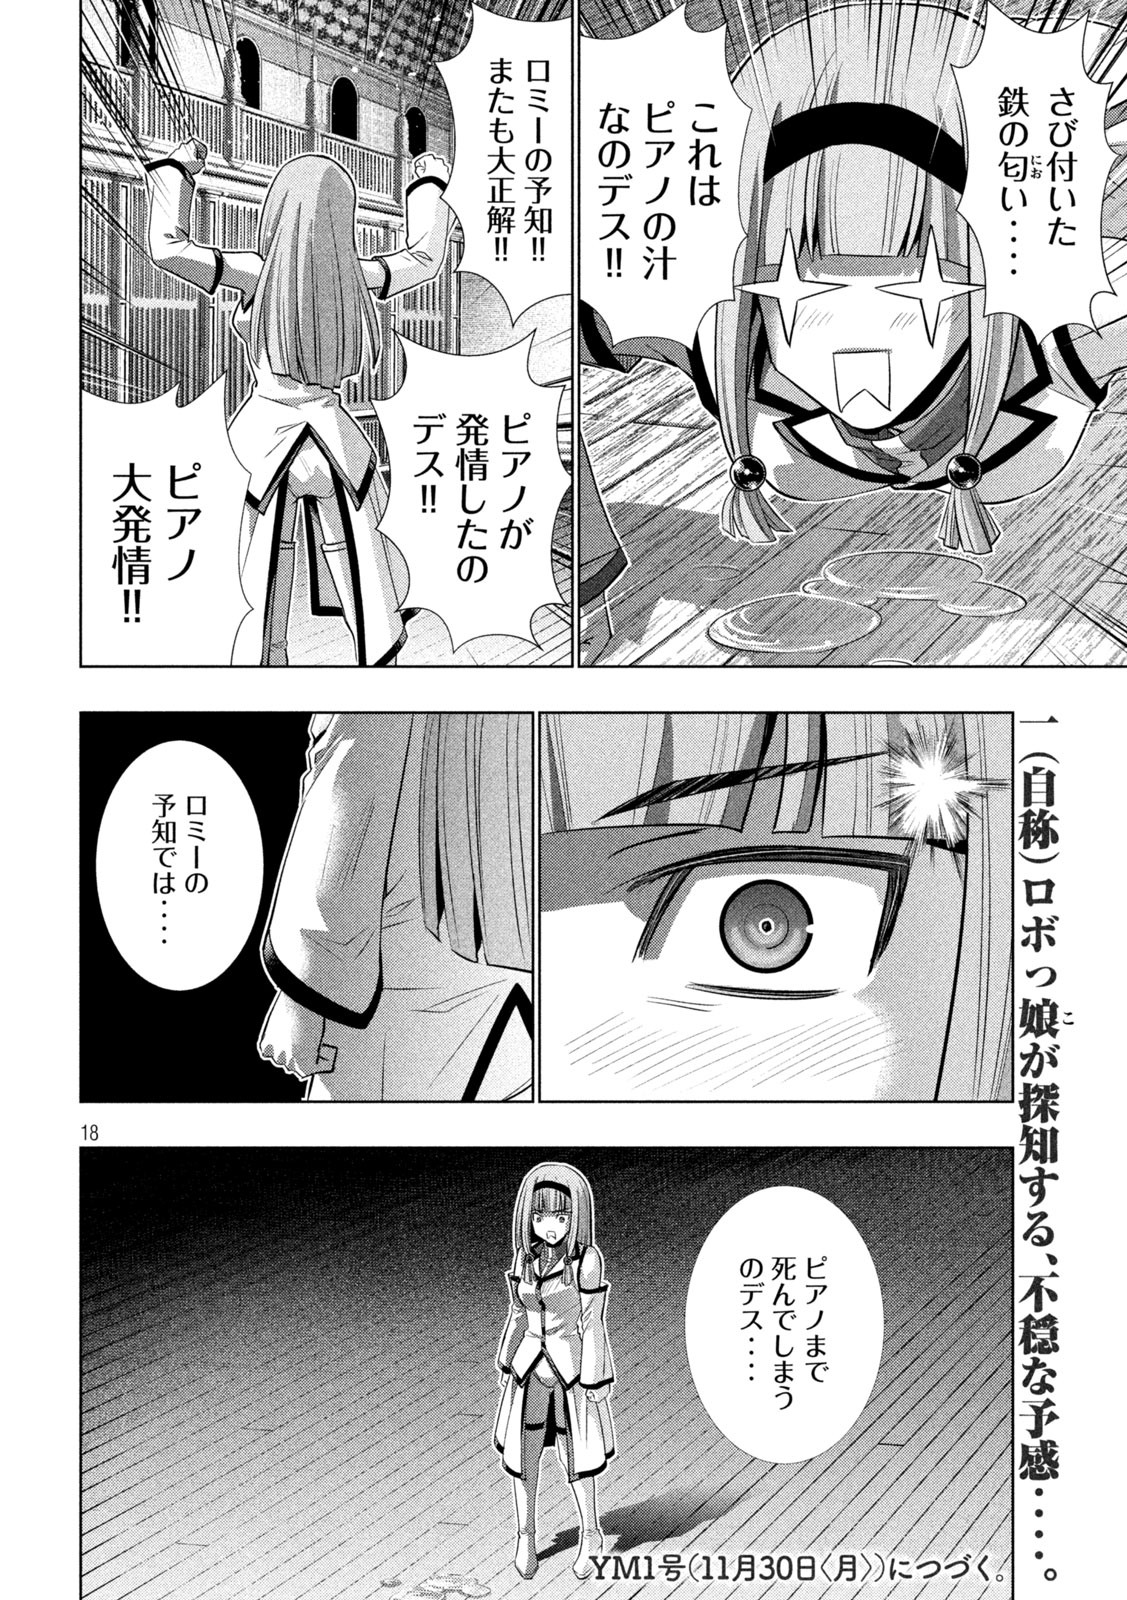 さび付いた
鉄の匂い････
にお
これは
ピアノの汁
なのデス!!
ロミーの予知!!
またも大正解!!
ピアノが
発情したの
デス!!
ピアノ
大発情!!
ロミーの
予知では････
ピアノまで
死んでしまう
のデス････
一(自称)ロボっ娘が探知する、不穏な予感････。
こ
18
YM1号(11月30日〈月〉)につづく。